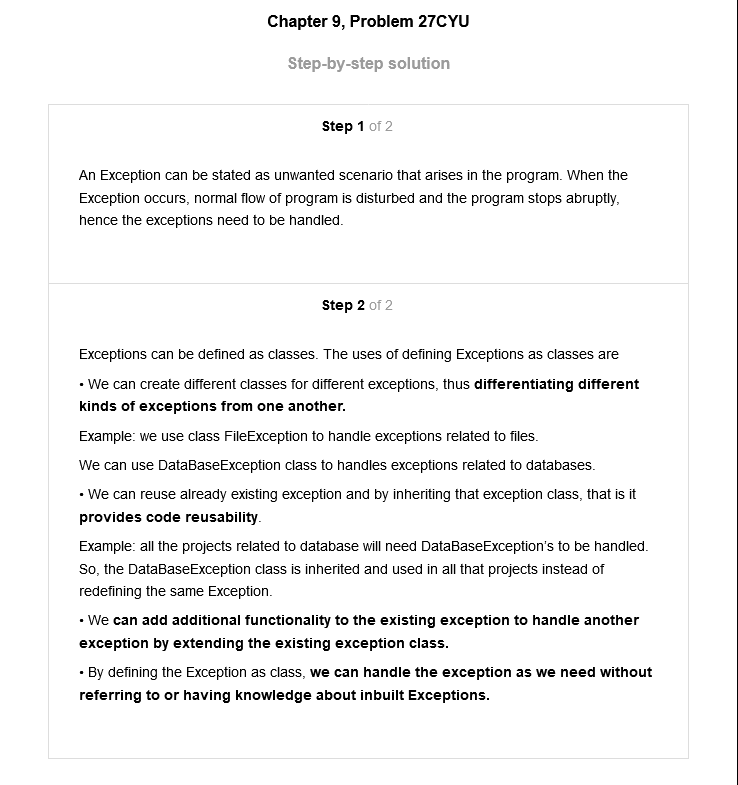 Chapter 9, Problem 27CYU
Step-by-step solution
Step 1 of 2
An Exception can be stated as unwanted scenario that arises in the program. When the
Exception occurs, normal flow of program is disturbed and the program stops abruptly,
hence the exceptions need to be handled.
Step 2 of 2
Exceptions can be defined as classes. The uses of defining Exceptions as classes are
• We can create different classes for different exceptions, thus differentiating different
kinds of exceptions from one another.
Example: we use class FileException to handle exceptions related to files.
We can use DataBaseException class to handles exceptions related to databases.
• We can reuse already existing exception and by inheriting that exception class, that is it
provides code reusability.
Example: all the projects related to database will need DataBaseException’s to be handled.
So, the DataBaseException class is inherited and used in all that projects instead of
redefining the same Exception.
• We can add additional functionality to the existing exception to handle another
exception by extending the existing exception class.
• By defining the Exception as class, we can handle the exception as we need without
referring to or having knowledge about inbuilt Exceptions.